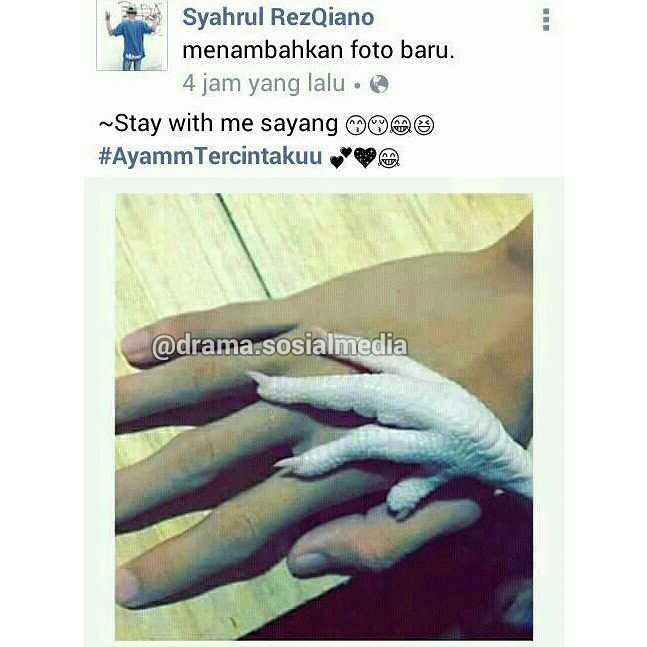 Syahrul RezQiano
menambahkan foto baru.
4 jam yang lalu •
~Stay with me sayang 😙😚😁😆
#AyammTercintakuu 💕💖😁
@drama.sosialmedia